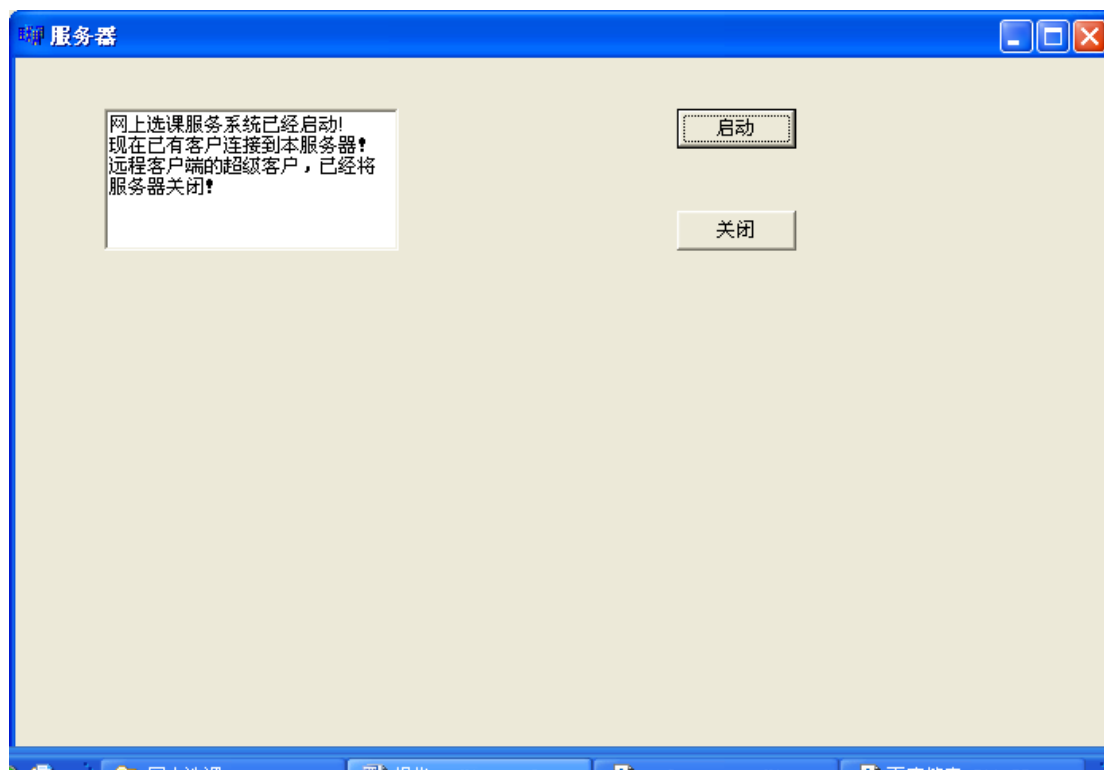 服务器
网上选课服务系统已经启动!
现在已有客户连接到本服务器!
远程客户端的超级客户，已经将
服务器关闭!
启动
关闭